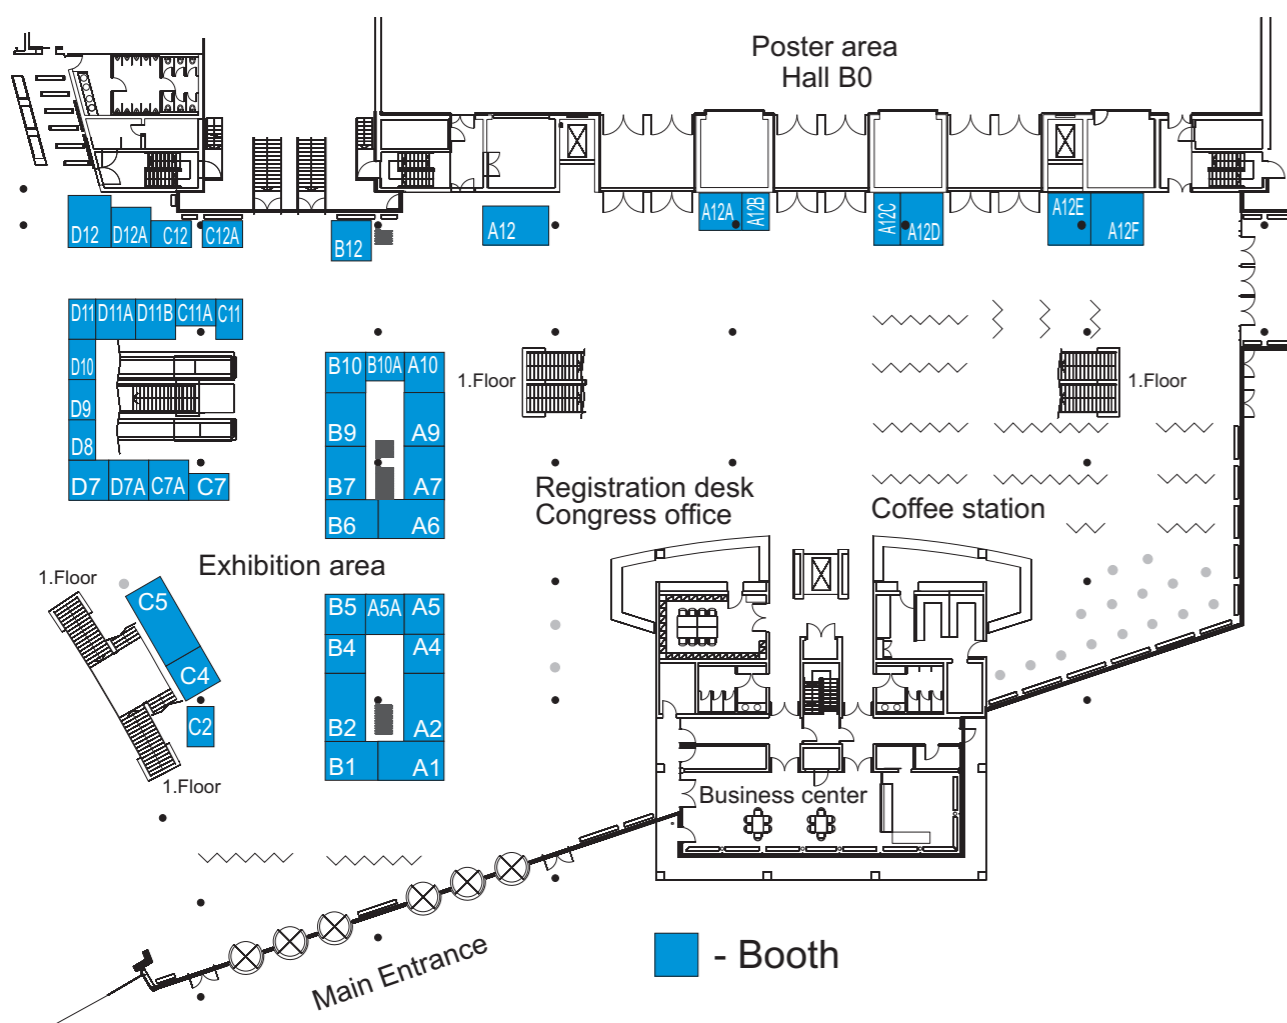 Poster area
Hall B0
D12
D12A
C12
C12A
B12
A12
A12A
A12B
A12C
A12D
A12E
A12F
D11
D11A
D11B
C11A
C11
D10
D9
D8
D7
D7A
C7A
C7
B10
B10A
A10
B9
A9
B7
A7
B6
A6
1.Floor
1.Floor
Registration desk
Congress office
Coffee station
Exhibition area
1.Floor
C5
C4
C2
1.Floor
B5
A5A
A5
B4
A4
B2
A2
B1
A1
Business center
Main Entrance
- Booth